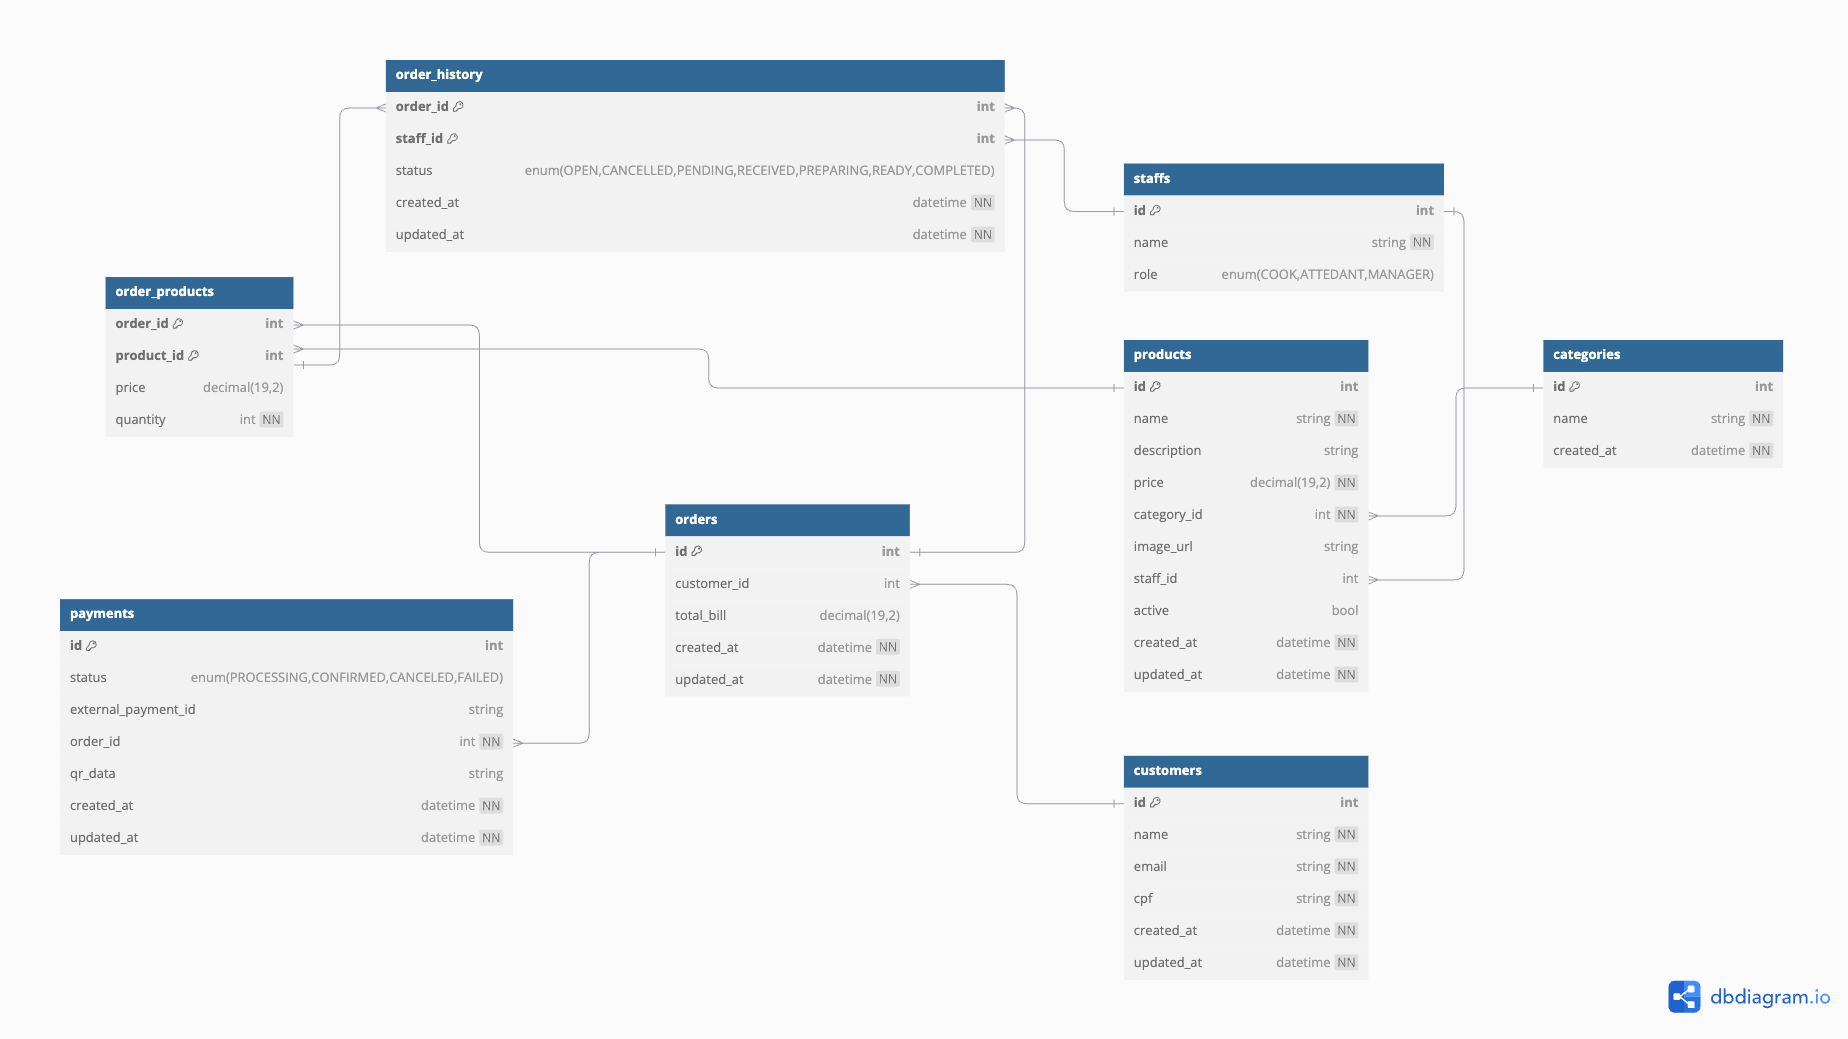 order_history
order_id int
staff_id int
status enum(OPEN,CANCELLED,PENDING,RECEIVED,PREPARING,READY,COMPLETED)
created_at datetime NN
updated_at datetime NN
staffs
id int
name string NN
role enum(COOK,ATTEDANT,MANAGER)
order_products
order_id int
product_id int
price decimal(19,2)
quantity int NN
products
id int
name string NN
description string
price decimal(19,2) NN
category_id int NN
image_url string
staff_id int
active bool
created_at datetime NN
updated_at datetime NN
categories
id int
name string NN
created_at datetime NN
orders
id int
customer_id int
total_bill decimal(19,2)
created_at datetime NN
updated_at datetime NN
payments
id int
status enum(PROCESSING,CONFIRMED,CANCELED,FAILED)
external_payment_id string
order_id int NN
qr_data string
created_at datetime NN
updated_at datetime NN
customers
id int
name string NN
email string NN
cpf string NN
created_at datetime NN
updated_at datetime NN
dbdiagram.io